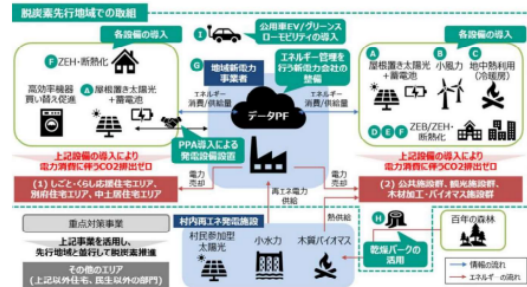 脱炭素先行地域での取組
I 公用車EV/グリーンス
ローモビリティの導入
各設備の導入
F ZEH・断熱化
高効率機器
買い替え促進
A 屋根置き太陽光
+蓄電池
G 地域新電力
事業者
エネルギー管理を
行う新電力会社の
整備
エネルギー
消費/供給量
データPF
エネルギー
消費/供給量
PPA導入による
発電設備設置
各設備の導入
A B C
屋根置き太陽光
+蓄電池
小風力
地中熱利用
(冷暖房)
D E F ZEB/ZEH・
断熱化
上記設備の導入により
電力消費に伴うCO2排出ゼロ
(1) しごと・くらし応援住宅エリア、
別府住宅エリア、中土居住宅エリア
電力
売却
再エネ電力
供給
電力
売却
上記設備の導入により
電力消費に伴うCO2排出ゼロ
(2) 公共施設群、観光施設群、
木材加工・バイオマス施設群
重点対策事業
上記事業を活用し、
先行地域と並行して脱炭素推進
その他のエリア
(上記以外住宅、民生以外の部門)
村内再エネ発電施設
村民参加型
太陽光
小水力
木質バイオマス
熱供給
H
乾燥バークの
活用
百年の森林
情報の流れ
エネルギーの流れ